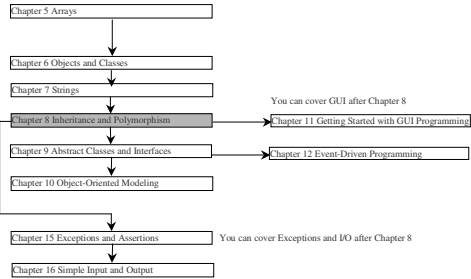 Chapter 5 Arrays
Chapter 6 Objects and Classes
Chapter 7 Strings
You can cover GUI after Chapter 8
Chapter 8 Inheritance and Polymorphism
Chapter 11 Getting Started with GUI Programming
Chapter 9 Abstract Classes and Interfaces
Chapter 12 Event-Driven Programming
Chapter 10 Object-Oriented Modeling
Chapter 15 Exceptions and Assertions
You can cover Exceptions and I/O after Chapter 8
Chapter 16 Simple Input and Output